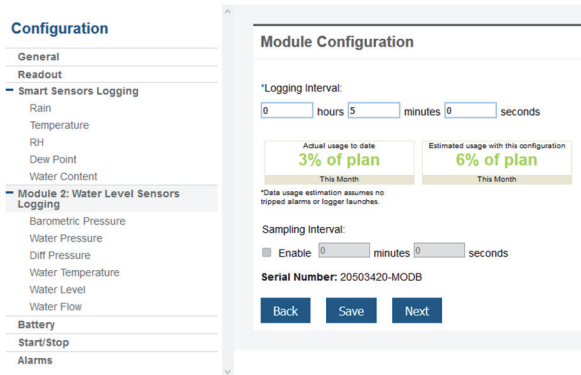 Configuration
General
Readout
Smart Sensors Logging
Rain
Temperature
RH
Dew Point
Water Content
Module 2: Water Level Sensors
Logging
Barometric Pressure
Water Pressure
Diff Pressure
Water Temperature
Water Level
Water Flow
Battery
Start/Stop
Alarms
Module Configuration
*Logging Interval:
0 hours 5 minutes 0 seconds
Actual usage to date
3% of plan
This Month
Estimated usage with this configuration
6% of plan
This Month
*Data usage estimation assumes no
tripped alarms or logger launches.
Sampling Interval:
Enable 0 minutes 0 seconds
Serial Number: 20503420-MODB
Back Save Next